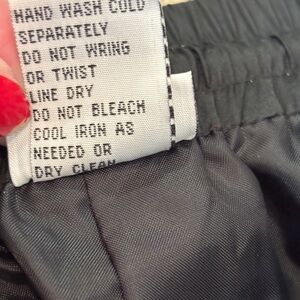 HAND WASH COLD
SEPARATELY
DO NOT WRING
OR TWIST
LINE DRY
DO NOT BLEACH
COOL IRON AS
NEEDED OR
DRY CLEAN